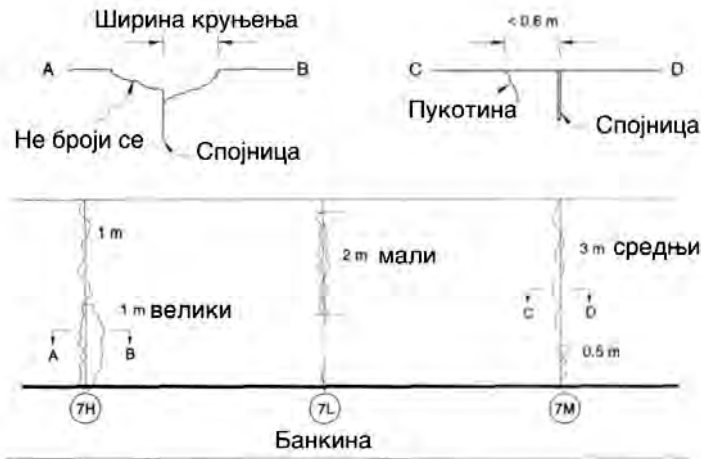 Ширина круњења
< 0.6 m
A
B
C
D
Пукотина
Спојница
Не броји се
Спојница
1 m
2 m мали
3 m средњи
1 m велики
C
D
A
B
0.5 m
7H
7L
7M
Банкина